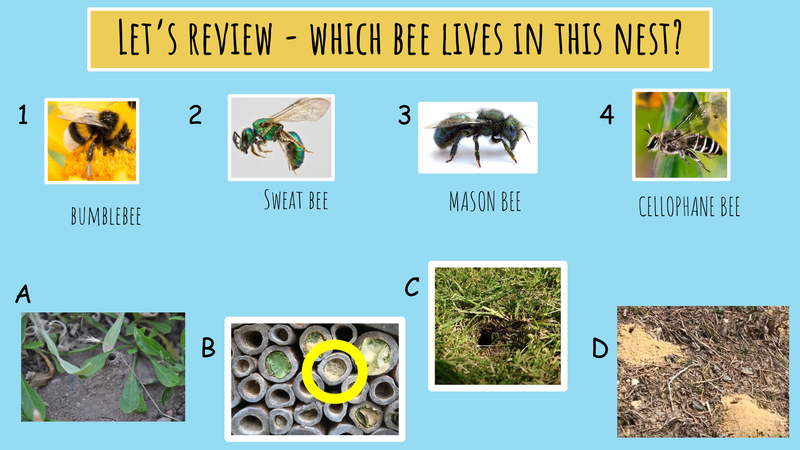 Let's review - which bee lives in this nest?
1
2
3
4
Bumblebee
Sweat bee
Mason bee
Cellophane bee
A
B
C
D